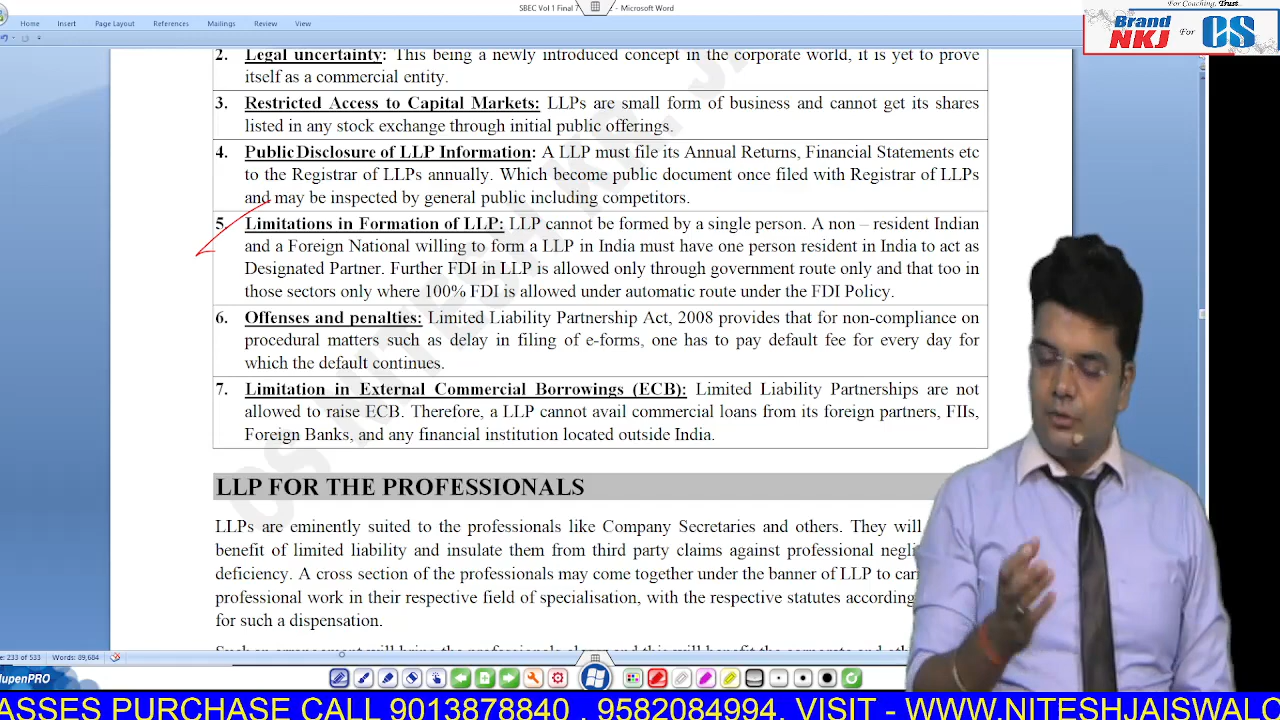 SBEC Vol 1 Final 7 - Microsoft Word
For Coaching, Trust
Brand NKJ For CS
Home Insert Page Layout References Mailings Review View
2. Legal uncertainty: This being a newly introduced concept in the corporate world, it is yet to prove
itself as a commercial entity.
3. Restricted Access to Capital Markets: LLPs are small form of business and cannot get its shares
listed in any stock exchange through initial public offerings.
4. Public Disclosure of LLP Information: A LLP must file its Annual Returns, Financial Statements etc
to the Registrar of LLPs annually. Which become public document once filed with Registrar of LLPs
and may be inspected by general public including competitors.
5. Limitations in Formation of LLP: LLP cannot be formed by a single person. A non – resident Indian
and a Foreign National willing to form a LLP in India must have one person resident in India to act as
Designated Partner. Further FDI in LLP is allowed only through government route only and that too in
those sectors only where 100% FDI is allowed under automatic route under the FDI Policy.
6. Offenses and penalties: Limited Liability Partnership Act, 2008 provides that for non-compliance on
procedural matters such as delay in filing of e-forms, one has to pay default fee for every day for
which the default continues.
7. Limitation in External Commercial Borrowings (ECB): Limited Liability Partnerships are not
allowed to raise ECB. Therefore, a LLP cannot avail commercial loans from its foreign partners, FIIs,
Foreign Banks, and any financial institution located outside India.
LLP FOR THE PROFESSIONALS
LLPs are eminently suited to the professionals like Company Secretaries and others. They will
benefit of limited liability and insulate them from third party claims against professional negli
deficiency. A cross section of the professionals may come together under the banner of LLP to car
professional work in their respective field of specialisation, with the respective statutes according
for such a dispensation.
e: 233 of 533 Words: 89,684
lupenPRO
ASSES PURCHASE CALL 9013878840 , 9582084994, VISIT - WWW.NITESHJAISWALC